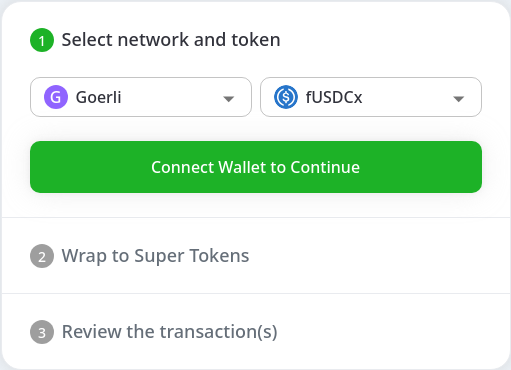 1 Select network and token
G Goerli
$ fUSDCx
Connect Wallet to Continue
2 Wrap to Super Tokens
3 Review the transaction(s)